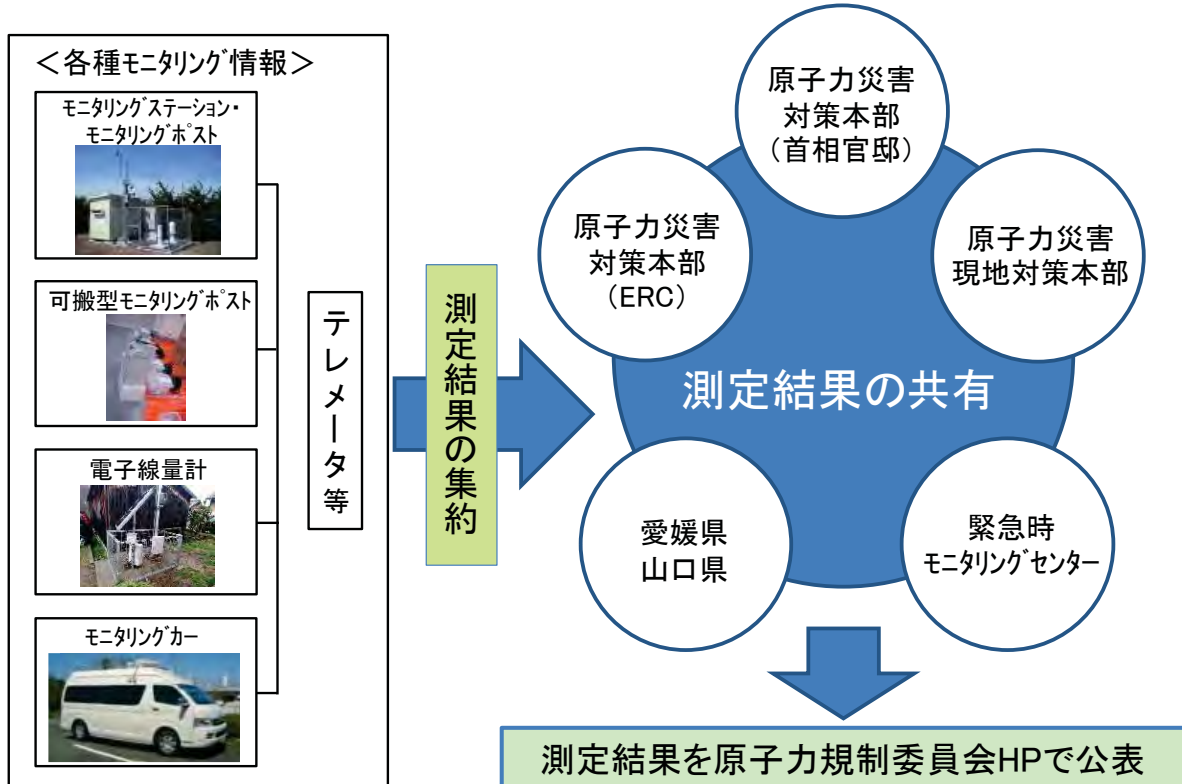 ＜各種ﾓﾆﾀﾘﾝｸﾞ情報＞
ﾓﾆﾀﾘﾝｸﾞｽﾃｰｼｮﾝ・
ﾓﾆﾀﾘﾝｸﾞﾎﾟｽﾄ
可搬型ﾓﾆﾀﾘﾝｸﾞﾎﾟｽﾄ
電子線量計
ﾓﾆﾀﾘﾝｸﾞｶｰ
テレメータ等
測定結果の集約
原子力災害
対策本部
（首相官邸）
原子力災害
対策本部
（ERC）
原子力災害
現地対策本部
測定結果の共有
愛媛県
山口県
緊急時
ﾓﾆﾀﾘﾝｸﾞｾﾝﾀｰ
測定結果を原子力規制委員会HPで公表